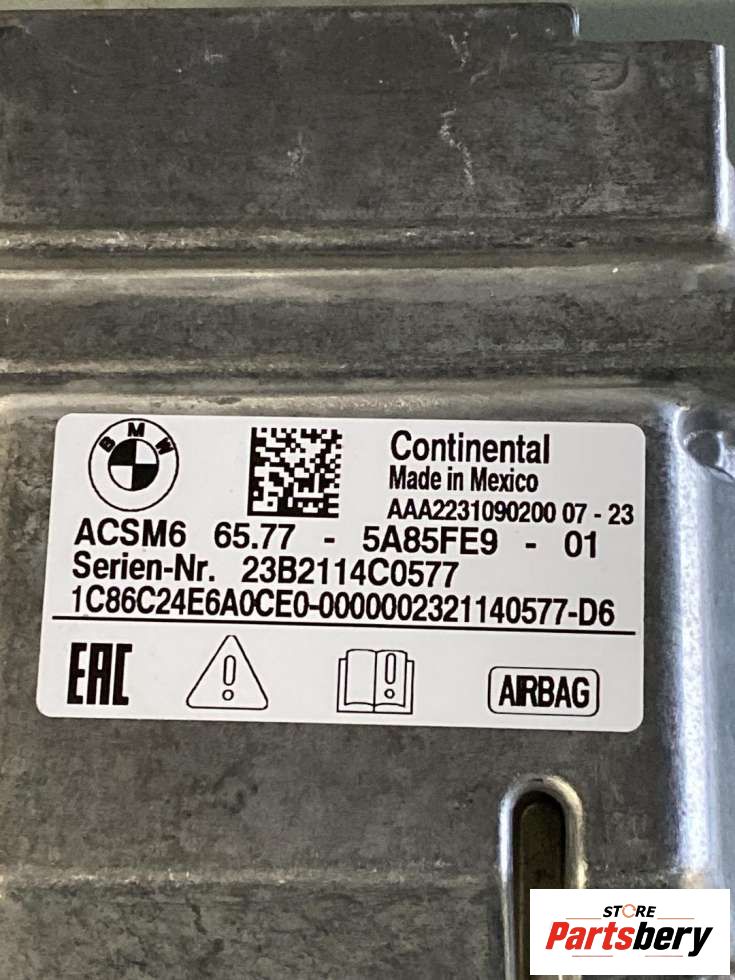 BMW
Continental
Made in Mexico
AAA2231090200 07 - 23
ACSM6 65.77 - 5A85FE9 - 01
Serien-Nr. 23B2114C0577
1C86C24E6A0CE0-0000002321140577-D6
EAC
AIRBAG
STORE
Partsbery